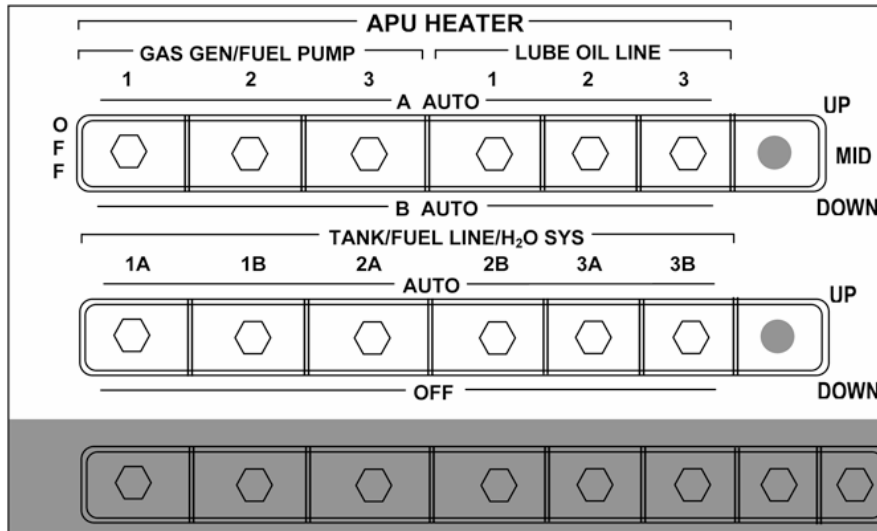 APU HEATER
GAS GEN/FUEL PUMP LUBE OIL LINE
1 2 3 1 2 3
A AUTO UP
OFF MID
B AUTO DOWN
TANK/FUEL LINE/H₂O SYS
1A 1B 2A 2B 3A 3B
AUTO UP
OFF DOWN